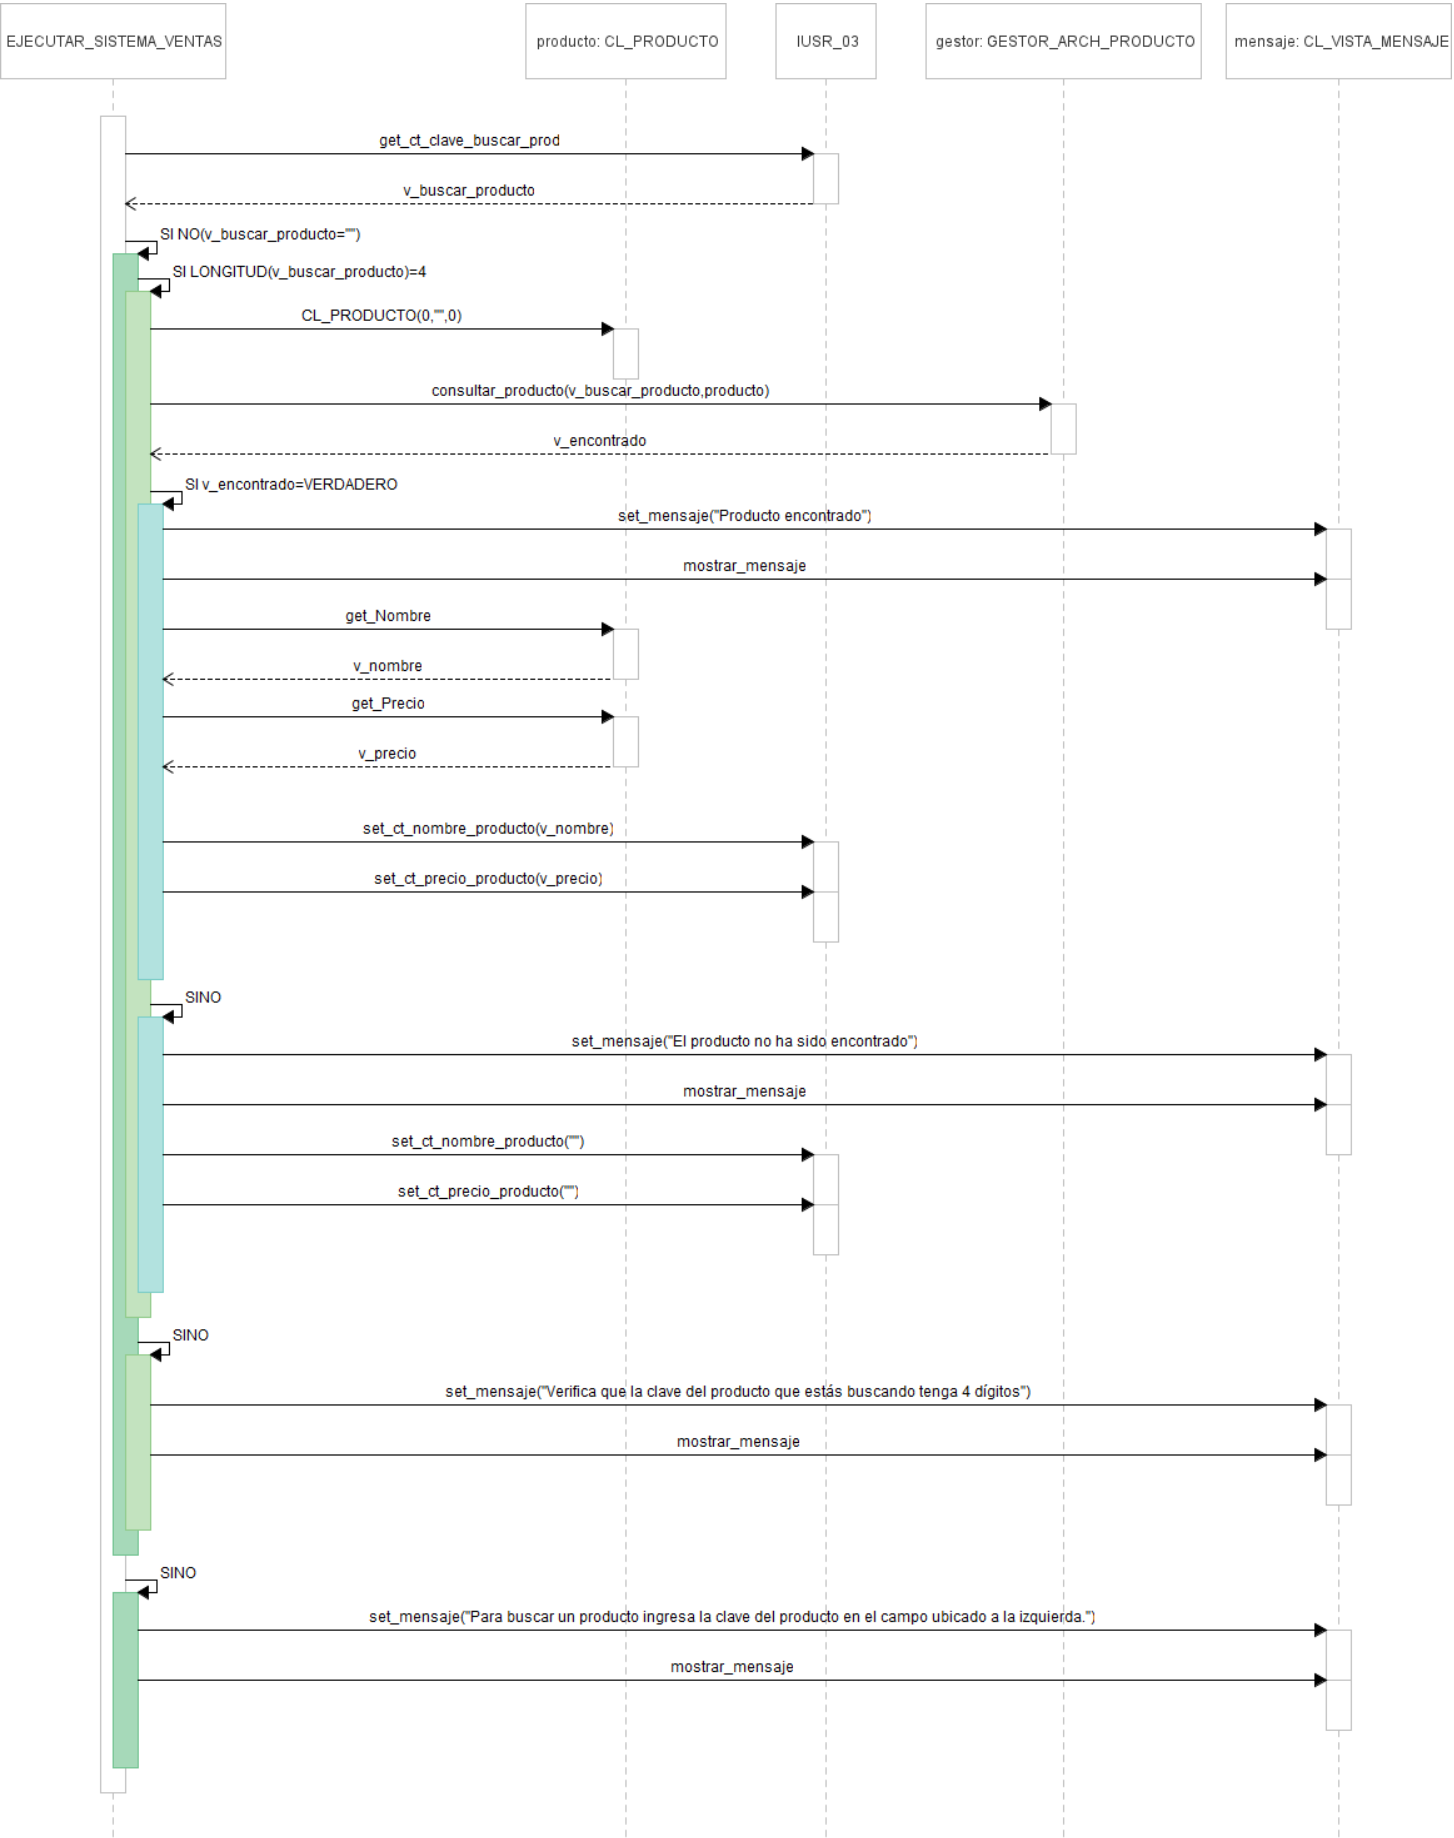 EJECUTAR_SISTEMA_VENTAS
producto: CL_PRODUCTO
IUSR_03
gestor: GESTOR_ARCH_PRODUCTO
mensaje: CL_VISTA_MENSAJE
get_ct_clave_buscar_prod
v_buscar_producto
SI NO(v_buscar_producto="")
SI LONGITUD(v_buscar_producto)=4
CL_PRODUCTO(0,"",0)
consultar_producto(v_buscar_producto,producto)
v_encontrado
SI v_encontrado=VERDADERO
set_mensaje("Producto encontrado")
mostrar_mensaje
get_Nombre
v_nombre
get_Precio
v_precio
set_ct_nombre_producto(v_nombre)
set_ct_precio_producto(v_precio)
SINO
set_mensaje("El producto no ha sido encontrado")
mostrar_mensaje
set_ct_nombre_producto("")
set_ct_precio_producto("")
SINO
set_mensaje("Verifica que la clave del producto que estás buscando tenga 4 dígitos")
mostrar_mensaje
SINO
set_mensaje("Para buscar un producto ingresa la clave del producto en el campo ubicado a la izquierda.")
mostrar_mensaje